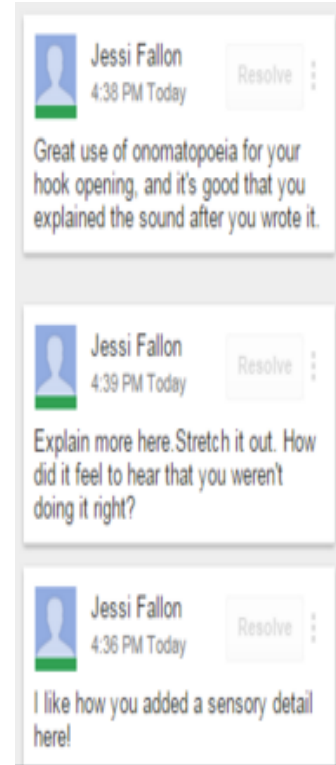 Jessi Fallon
4:38 PM Today
Resolve
Great use of onomatopoeia for your
hook opening, and it's good that you
explained the sound after you wrote it.
Jessi Fallon
4:39 PM Today
Resolve
Explain more here.Stretch it out. How
did it feel to hear that you weren't
doing it right?
Jessi Fallon
4:36 PM Today
Resolve
I like how you added a sensory detail
here!